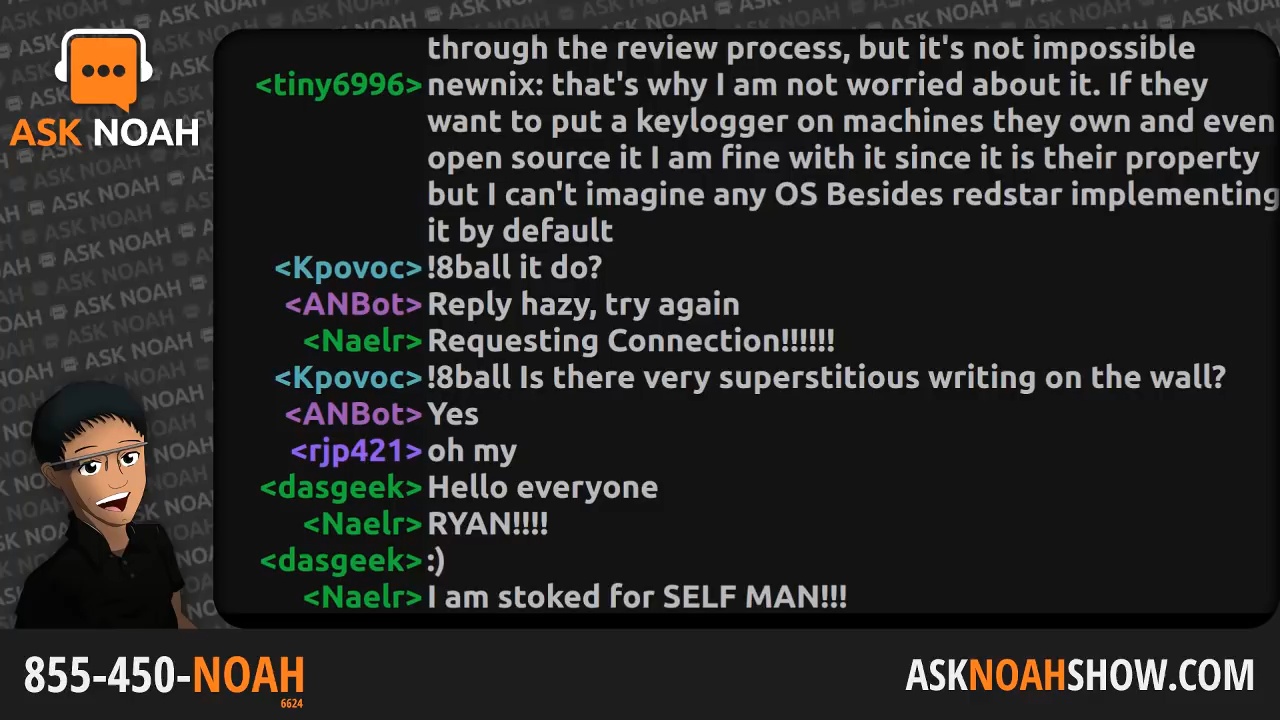 ASK NOAH
through the review process, but it's not impossible
<tiny6996> newnix: that's why I am not worried about it. If they
want to put a keylogger on machines they own and even
open source it I am fine with it since it is their property
but I can't imagine any OS Besides redstar implementing
it by default
<Kpovoc> !8ball it do?
<ANBot> Reply hazy, try again
<Naelr> Requesting Connection!!!!!!
<Kpovoc> !8ball Is there very superstitious writing on the wall?
<ANBot> Yes
<rjp421> oh my
<dasgeek> Hello everyone
<Naelr> RYAN!!!!
<dasgeek> :)
<Naelr> I am stoked for SELF MAN!!!
855-450-NOAH
6624
ASKNOAHSHOW.COM